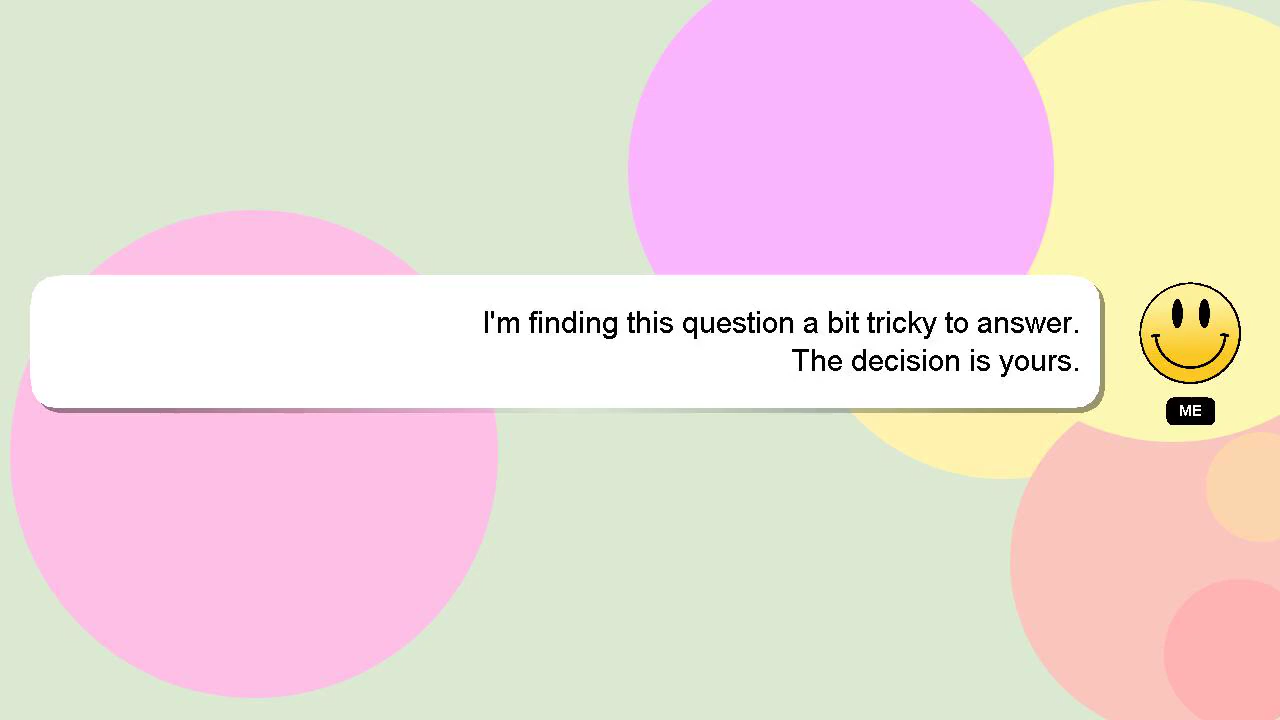 I'm finding this question a bit tricky to answer.
The decision is yours.
ME